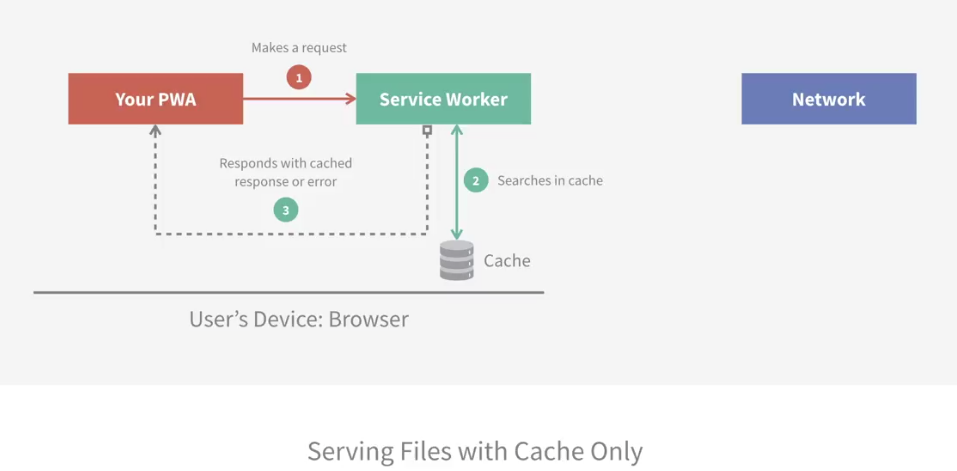 Makes a request
1
Your PWA
Service Worker
Network
Responds with cached
response or error
3
2
Searches in cache
Cache
User’s Device: Browser
Serving Files with Cache Only